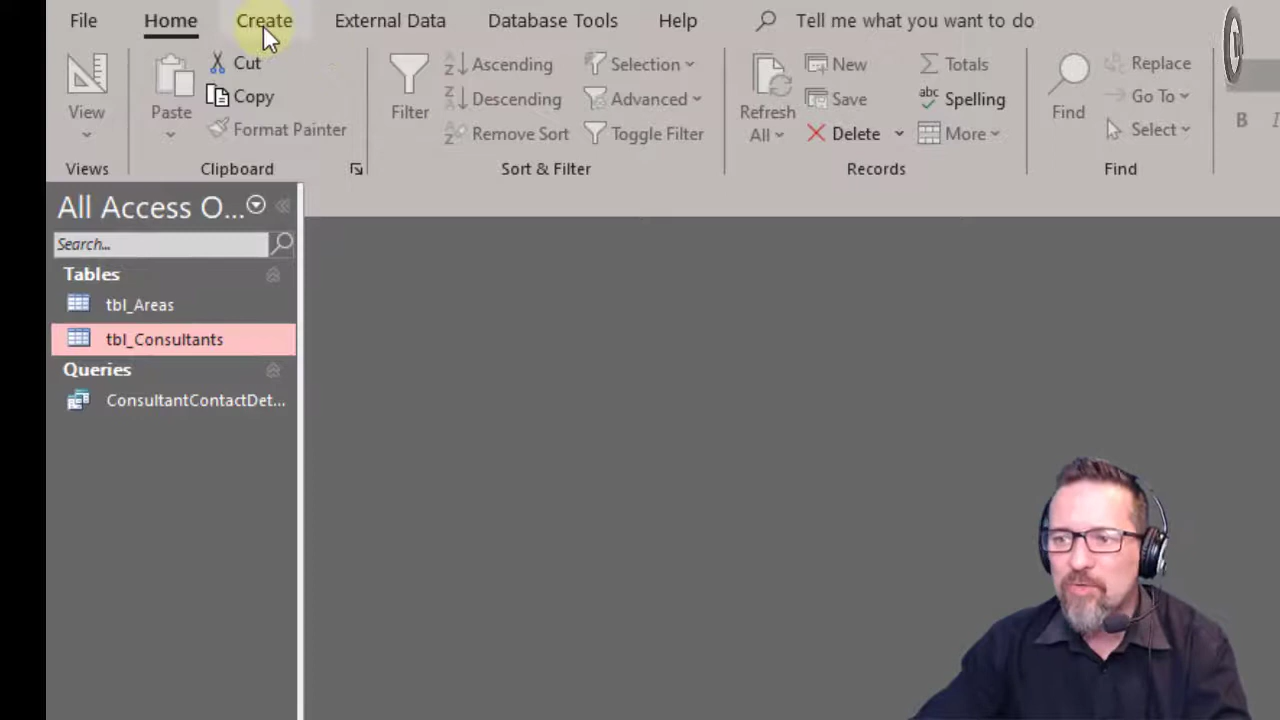 File Home Create External Data Database Tools Help Tell me what you want to do
View
Views
Paste
Cut
Copy
Format Painter
Clipboard
Filter
Ascending
Descending
Remove Sort
Selection
Advanced
Toggle Filter
Sort & Filter
Refresh
All
New
Save
Delete
Totals
Spelling
More
Records
Find
Replace
Go To
Select
Find
B I
All Access O...
Search...
Tables
tbl_Areas
tbl_Consultants
Queries
ConsultantContactDet...